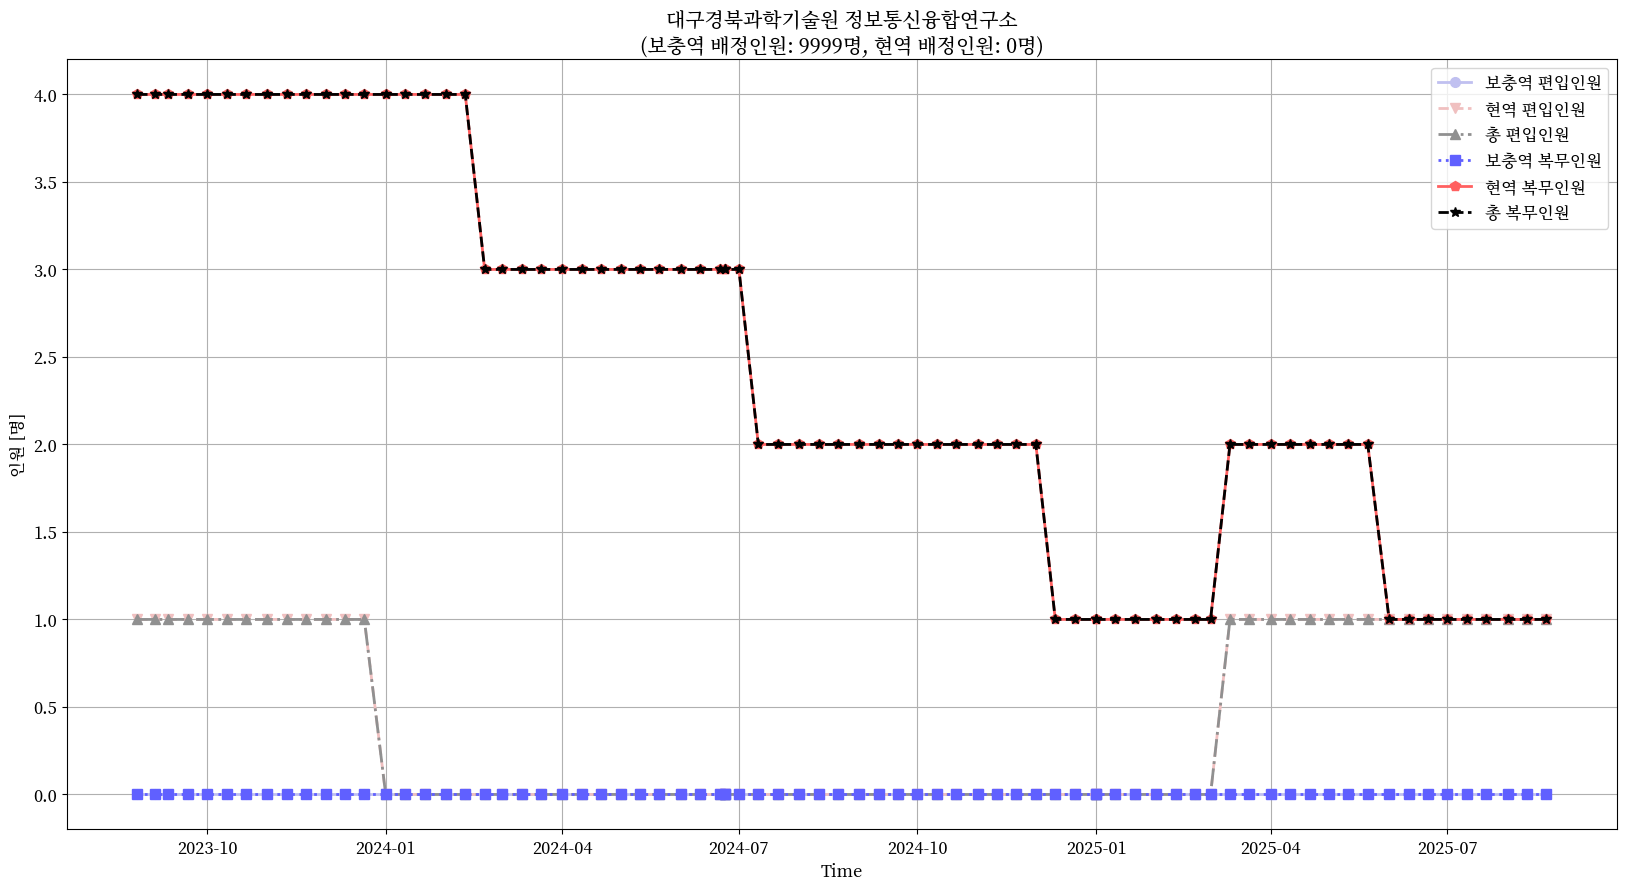 대구경북과학기술원 정보통신융합연구소
(보충역 배정인원: 9999명, 현역 배정인원: 0명)
보충역 편입인원
현역 편입인원
총 편입인원
보충역 복무인원
현역 복무인원
총 복무인원
인원 [명]
4.0
3.5
3.0
2.5
2.0
1.5
1.0
0.5
0.0
2023-10
2024-01
2024-04
2024-07
2024-10
2025-01
2025-04
2025-07
Time